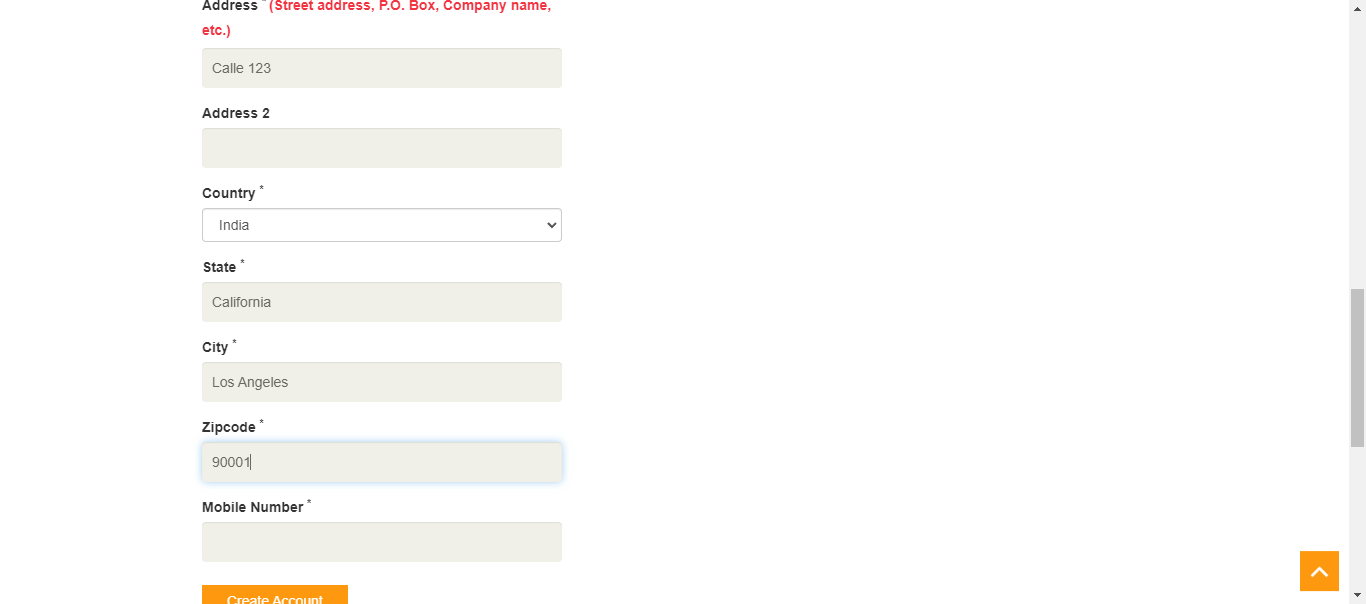 Address * (Street address, P.O. Box, Company name,
etc.)
Calle 123
Address 2
Country *
India
State *
California
City *
Los Angeles
Zipcode *
90001
Mobile Number *
Create Account